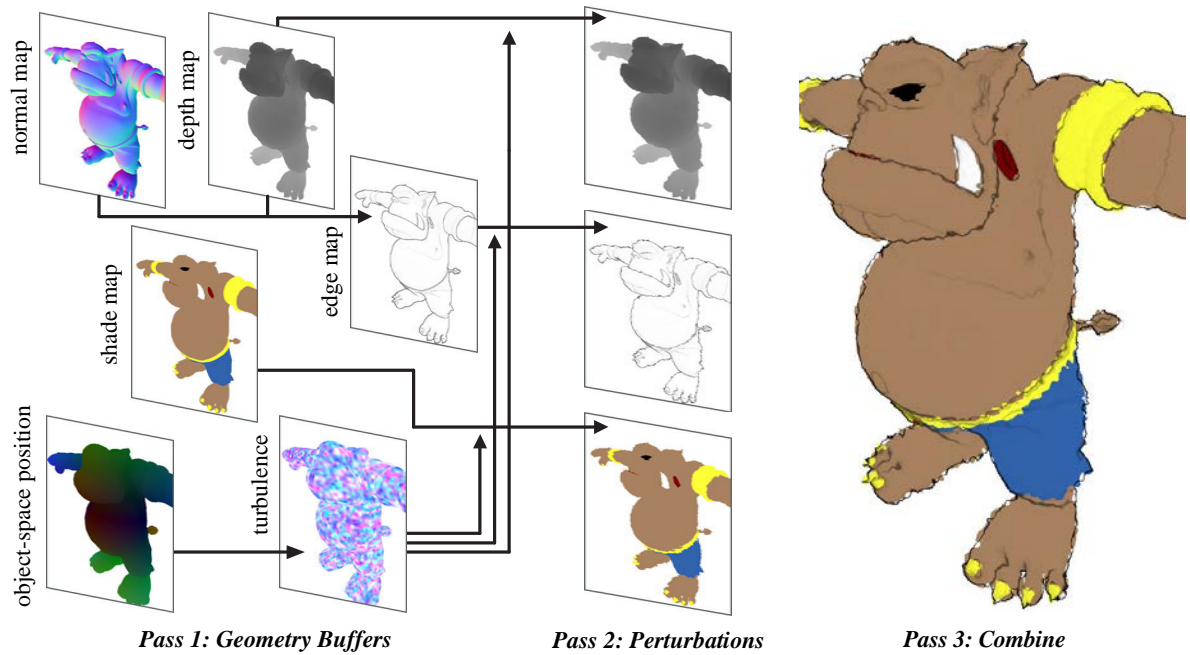 normal map
depth map
shade map
edge map
object-space position
turbulence
Pass 1: Geometry Buffers
Pass 2: Perturbations
Pass 3: Combine